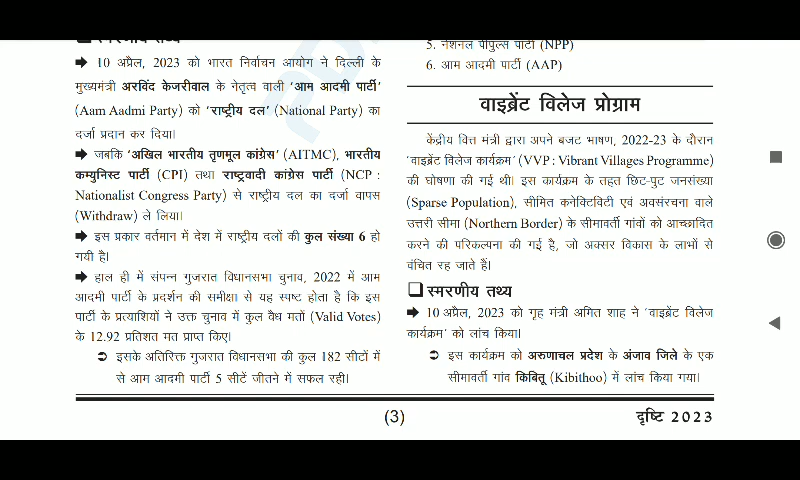 ❑ स्मरणीय तथ्य
➡ 10 अप्रैल, 2023 को भारत निर्वाचन आयोग ने दिल्ली के
मुख्यमंत्री अरविंद केजरीवाल के नेतृत्व वाली ‘आम आदमी पार्टी’
(Aam Aadmi Party) को ‘राष्ट्रीय दल’ (National Party) का
दर्जा प्रदान कर दिया।
➡ जबकि ‘अखिल भारतीय तृणमूल कांग्रेस’ (AITMC), भारतीय
कम्युनिस्ट पार्टी (CPI) तथा राष्ट्रवादी कांग्रेस पार्टी (NCP :
Nationalist Congress Party) से राष्ट्रीय दल का दर्जा वापस
(Withdraw) ले लिया।
➡ इस प्रकार वर्तमान में देश में राष्ट्रीय दलों की कुल संख्या 6 हो
गयी है।
➡ हाल ही में संपन्न गुजरात विधानसभा चुनाव, 2022 में आम
आदमी पार्टी के प्रदर्शन की समीक्षा से यह स्पष्ट होता है कि इस
पार्टी के प्रत्याशियों ने उक्त चुनाव में कुल वैध मतों (Valid Votes)
के 12.92 प्रतिशत मत प्राप्त किए।
➲ इसके अतिरिक्त गुजरात विधानसभा की कुल 182 सीटों में
से आम आदमी पार्टी 5 सीटें जीतने में सफल रही।
5. नेशनल पीपुल्स पार्टी (NPP)
6. आम आदमी पार्टी (AAP)
वाइब्रेंट विलेज प्रोग्राम
केंद्रीय वित्त मंत्री द्वारा अपने बजट भाषण, 2022-23 के दौरान
‘वाइब्रेंट विलेज कार्यक्रम’ (VVP : Vibrant Villages Programme)
की घोषणा की गई थी। इस कार्यक्रम के तहत छिट-पुट जनसंख्या
(Sparse Population), सीमित कनेक्टिविटी एवं अवसंरचना वाले
उत्तरी सीमा (Northern Border) के सीमावर्ती गांवों को आच्छादित
करने की परिकल्पना की गई है, जो अक्सर विकास के लाभों से
वंचित रह जाते हैं।
❑ स्मरणीय तथ्य
➡ 10 अप्रैल, 2023 को गृह मंत्री अमित शाह ने ‘वाइब्रेंट विलेज
कार्यक्रम’ को लांच किया।
➲ इस कार्यक्रम को अरुणाचल प्रदेश के अंजाव जिले के एक
सीमावर्ती गांव किबितू (Kibithoo) में लांच किया गया।
(3)
दृष्टि 2023